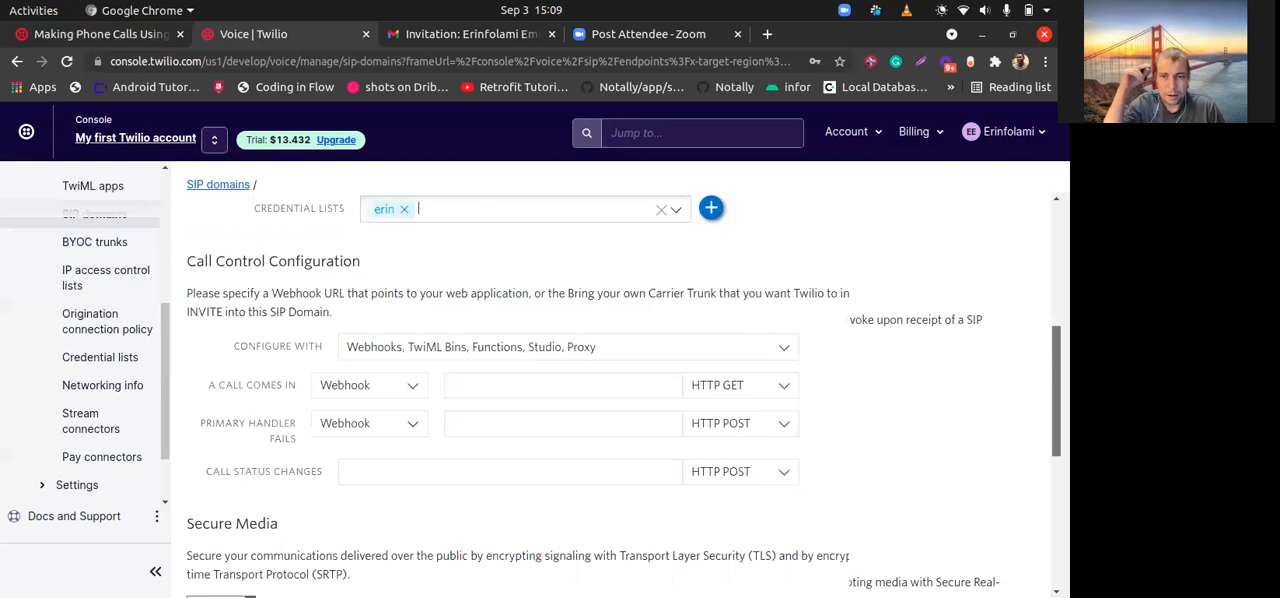 Activities Google Chrome Sep 3 15:09
Making Phone Calls Using Voice | Twilio Invitation: Erinfolami Em Post Attendee - Zoom
console.twilio.com/us1/develop/voice/manage/sip-domains?frameUrl=%2Fconsole%2Fvoice%2Fsip%2Fendpoints%3Fx-target-region%...
Apps Android Tutor... Coding in Flow shots on Drib... Retrofit Tutori... Notally/app/s... Notally infor Local Databas... » Reading list
Console
My first Twilio account
Trial: $13.432 Upgrade
Jump to...
Account Billing EE Erinfolami
TwiML apps
SIP domains
BYOC trunks
IP access control
lists
Origination
connection policy
Credential lists
Networking info
Stream
connectors
Pay connectors
Settings
Docs and Support
SIP domains /
CREDENTIAL LISTS erin
Call Control Configuration
Please specify a Webhook URL that points to your web application, or the Bring your own Carrier Trunk that you want Twilio to in
voke upon receipt of a SIP
INVITE into this SIP Domain.
CONFIGURE WITH Webhooks, TwiML Bins, Functions, Studio, Proxy
A CALL COMES IN Webhook HTTP GET
PRIMARY HANDLER
FAILS Webhook HTTP POST
CALL STATUS CHANGES HTTP POST
Secure Media
Secure your communications delivered over the public by encrypting signaling with Transport Layer Security (TLS) and by encryp
oting media with Secure Real-
time Transport Protocol (SRTP).